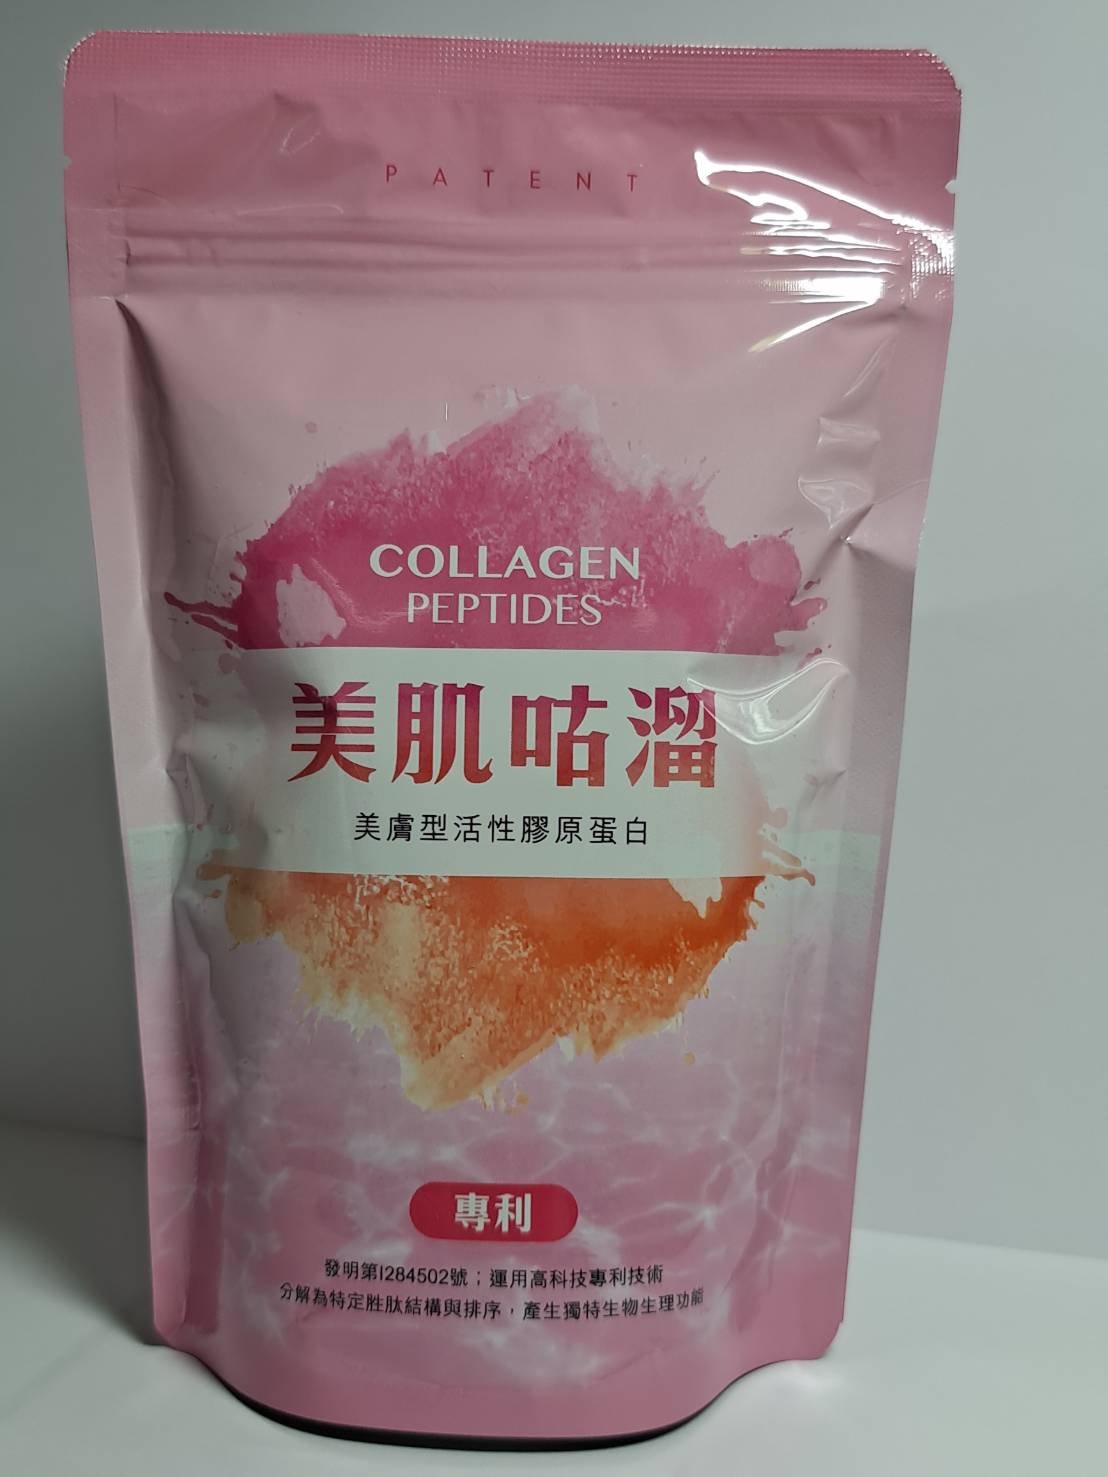 PATENT
COLLAGEN
PEPTIDES
美肌咕溜
美膚型活性膠原蛋白
專利
發明第I284502號；運用高科技專利技術
分解為特定胜肽結構與排序，產生獨特生物生理功能